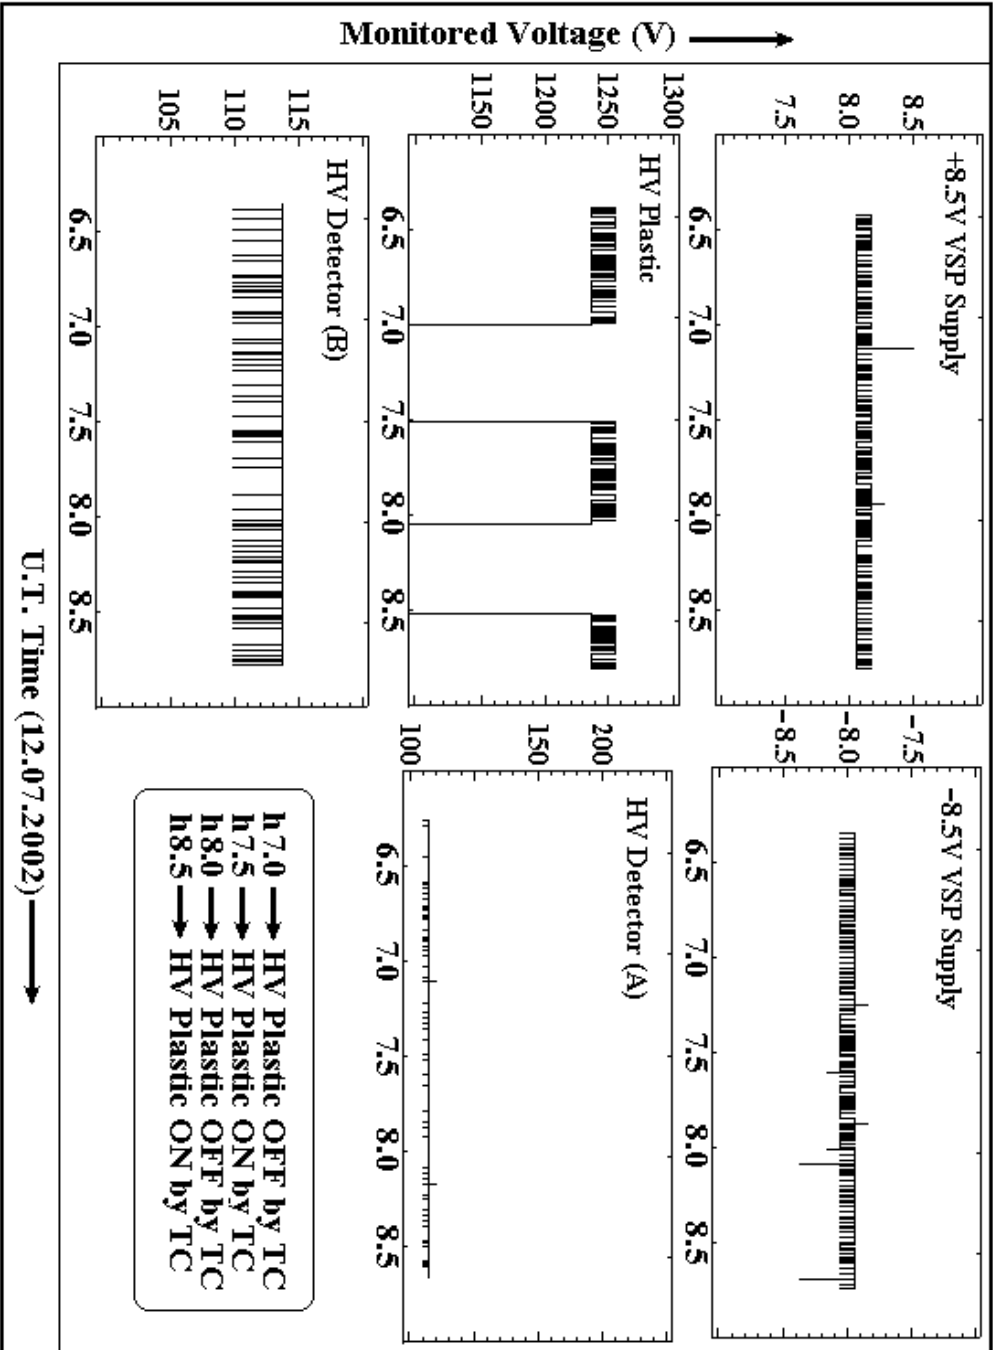 Monitored Voltage (V)
+8.5V VSP Supply
8.5
8.0
7.5
6.5 7.0 7.5 8.0 8.5
−8.5V VSP Supply
−7.5
−8.0
−8.5
6.5 7.0 7.5 8.0 8.5
HV Plastic
1300
1250
1200
1150
6.5 7.0 7.5 8.0 8.5
HV Detector (A)
200
150
100
6.5 7.0 7.5 8.0 8.5
HV Detector (B)
115
110
105
6.5 7.0 7.5 8.0 8.5
h7.0 → HV Plastic OFF by TC
h7.5 → HV Plastic ON by TC
h8.0 → HV Plastic OFF by TC
h8.5 → HV Plastic ON by TC
U.T. Time (12.07.2002)